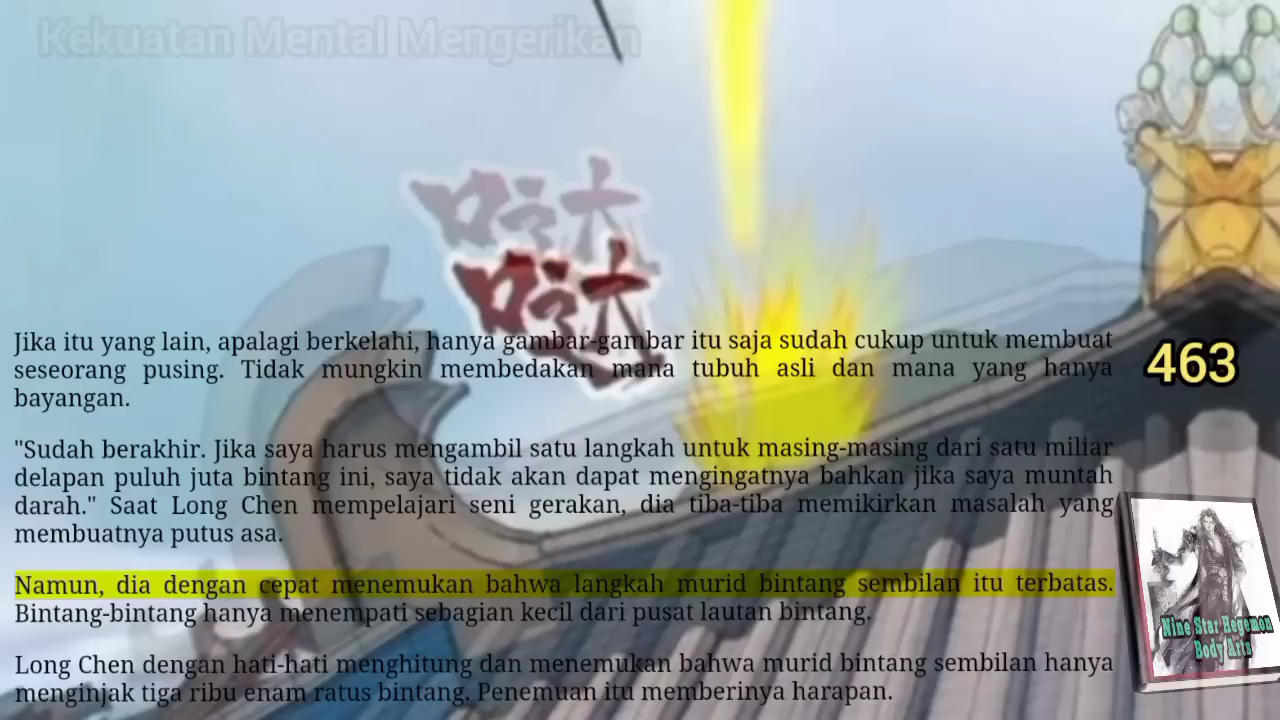 Kekuatan Mental Mengerikan
Jika itu yang lain, apalagi berkelahi, hanya gambar-gambar itu saja sudah cukup untuk membuat
seseorang pusing. Tidak mungkin membedakan mana tubuh asli dan mana yang hanya
bayangan.
463
"Sudah berakhir. Jika saya harus mengambil satu langkah untuk masing-masing dari satu miliar
delapan puluh juta bintang ini, saya tidak akan dapat mengingatnya bahkan jika saya muntah
darah." Saat Long Chen mempelajari seni gerakan, dia tiba-tiba memikirkan masalah yang
membuatnya putus asa.
Namun, dia dengan cepat menemukan bahwa langkah murid bintang sembilan itu terbatas.
Bintang-bintang hanya menempati sebagian kecil dari pusat lautan bintang.
Long Chen dengan hati-hati menghitung dan menemukan bahwa murid bintang sembilan hanya
menginjak tiga ribu enam ratus bintang. Penemuan itu memberinya harapan.
Nine Star Hegemon
Body Arts